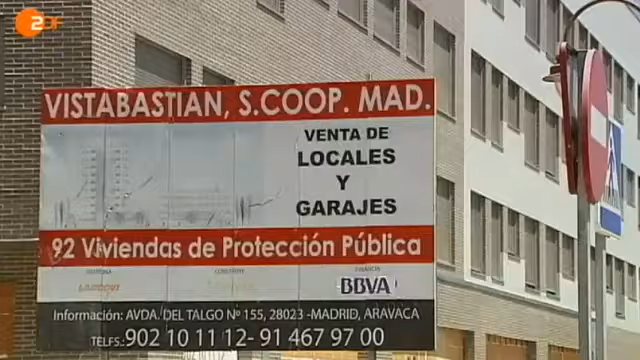 ZDF
VISTABASTIAN, S.COOP. MAD.
VENTA DE
LOCALES
Y
GARAJES
92 Viviendas de Protección Pública
BBVA
Información: AVDA. DEL TALGO Nº 155, 28023 -MADRID, ARAVACA
TELFS: 902 10 11 12- 91 467 97 00